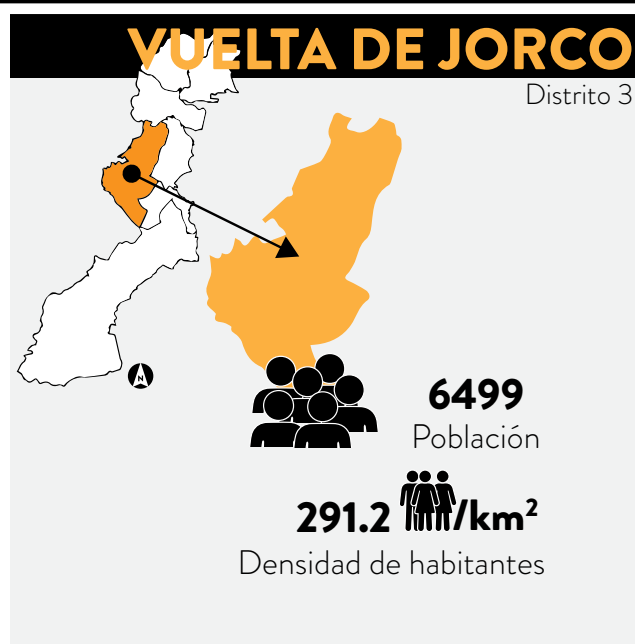 VUELTA DE JORCO
Distrito 3
N
6499
Población
291.2 /km²
Densidad de habitantes